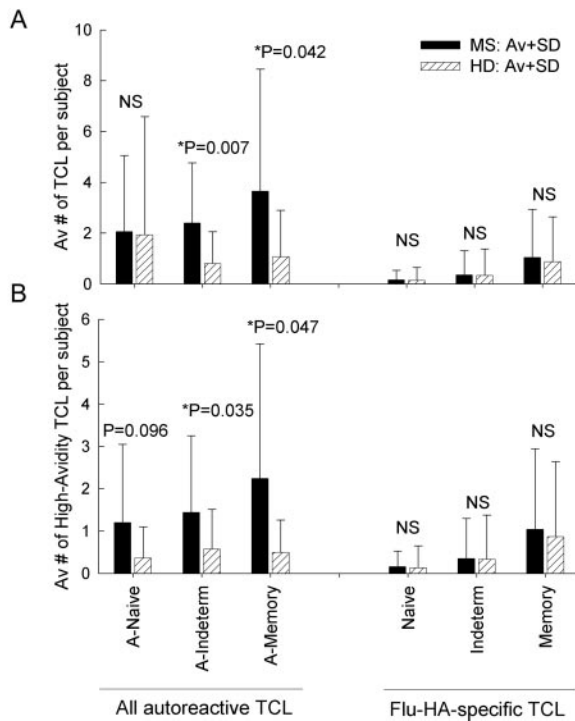 A
Av # of TCL per subject
10
8
6
4
2
0
MS: Av+SD
HD: Av+SD
NS
*P=0.007
*P=0.042
NS
NS
NS
B
Av # of High-Avidity TCL per subject
6
5
4
3
2
1
0
P=0.096
*P=0.035
*P=0.047
NS
NS
NS
A-Naive
A-Indeterm
A-Memory
Naive
Indeterm
Memory
All autoreactive TCL
Flu-HA-specific TCL